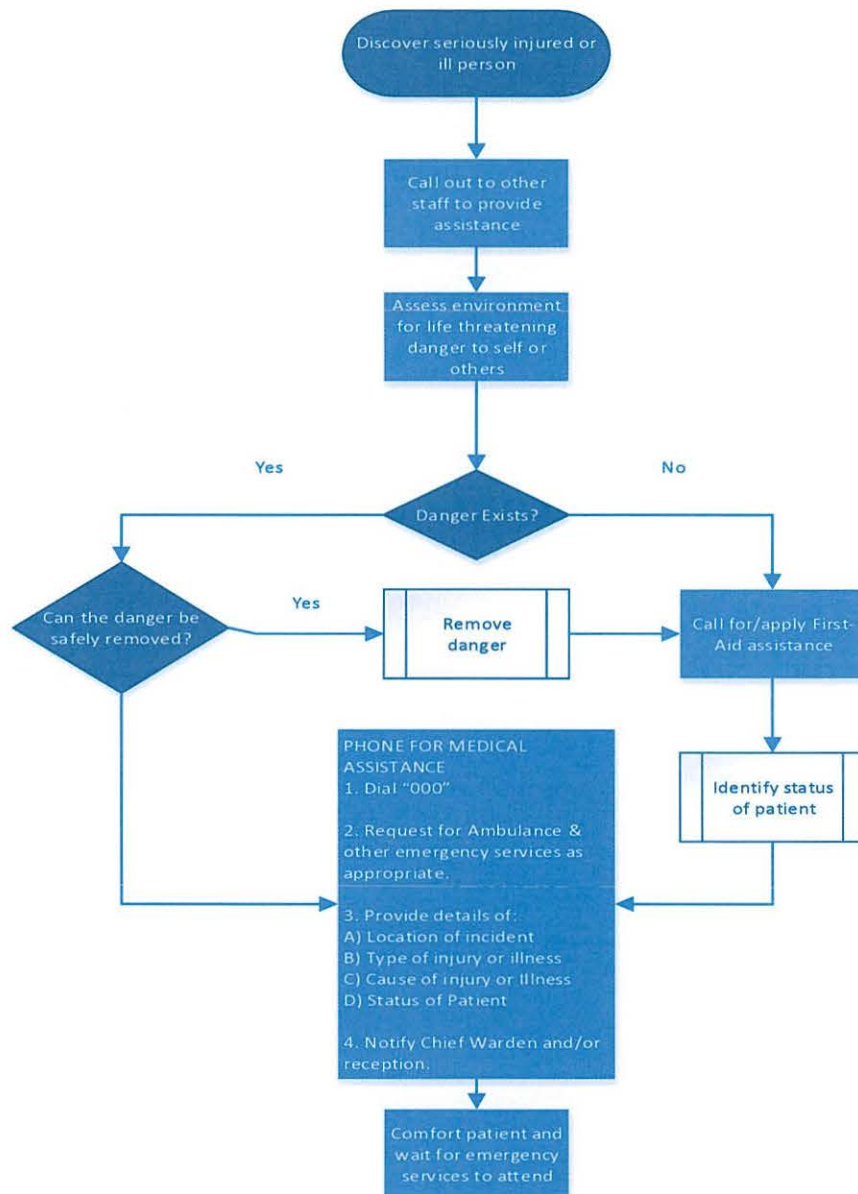 Discover seriously injured or
ill person
Call out to other
staff to provide
assistance
Assess environment
for life threatening
danger to self or
others
Yes
No
Danger Exists?
Can the danger be
safely removed?
Yes
Remove
danger
Call for/apply First-
Aid assistance
PHONE FOR MEDICAL
ASSISTANCE
1. Dial "000"
2. Request for Ambulance &
other emergency services as
appropriate.
3. Provide details of:
A) Location of incident
B) Type of injury or illness
C) Cause of injury or Illness
D) Status of Patient
4. Notify Chief Warden and/or
reception.
Identify status
of patient
Comfort patient and
wait for emergency
services to attend